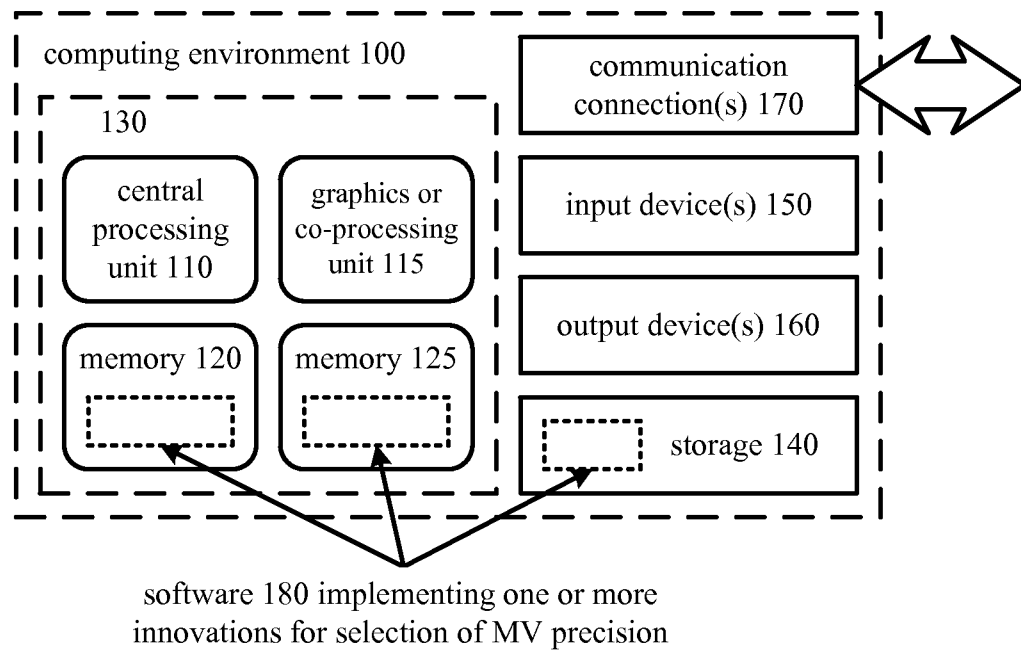 computing environment 100
130
central
processing
unit 110
graphics or
co-processing
unit 115
memory 120
memory 125
communication
connection(s) 170
input device(s) 150
output device(s) 160
storage 140
software 180 implementing one or more
innovations for selection of MV precision